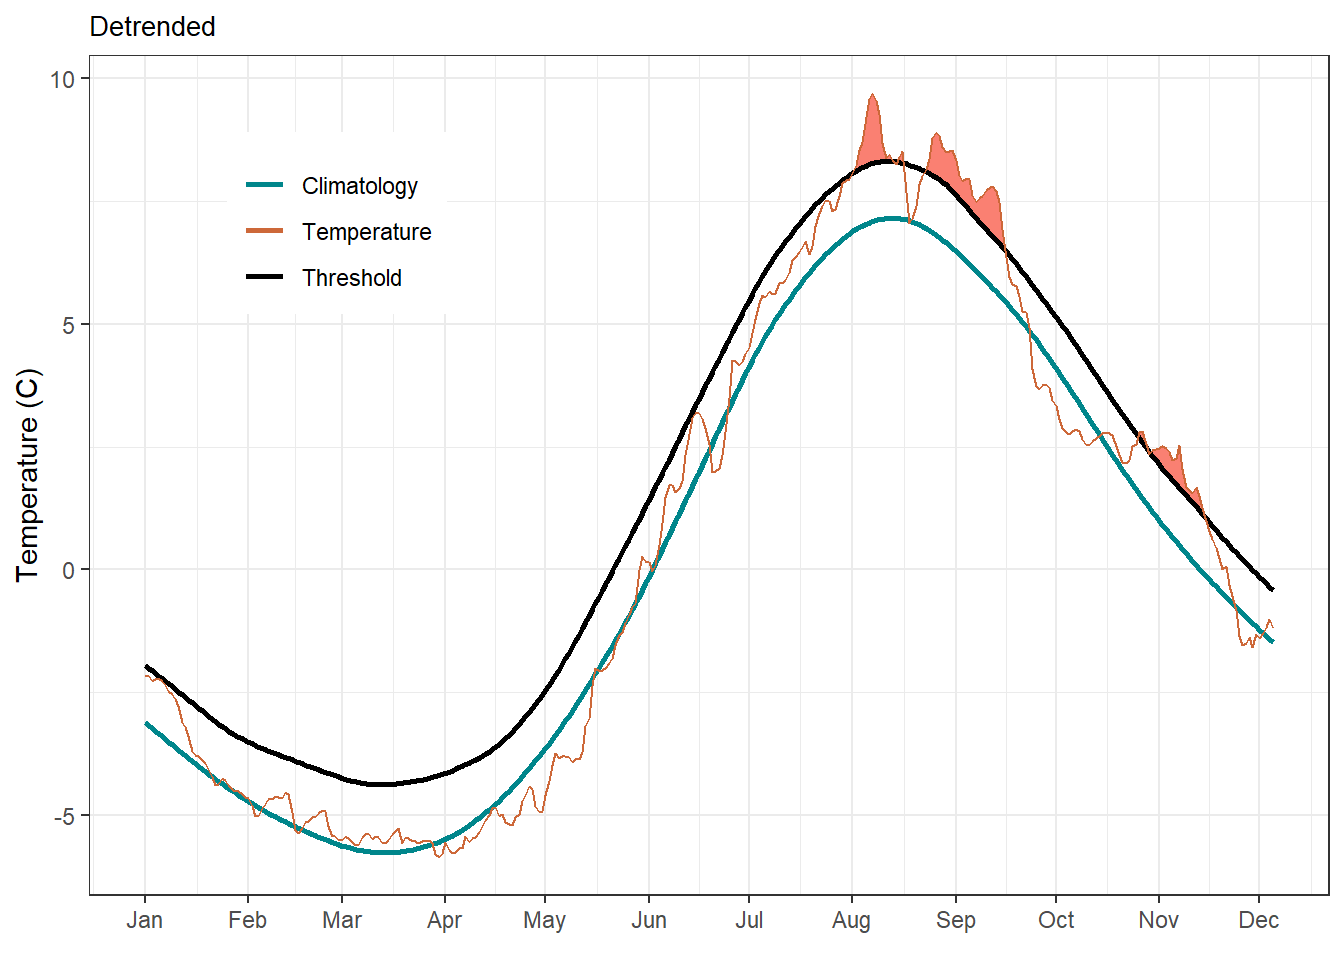 Detrended
10
5
0
-5
Temperature (C)
Climatology
Temperature
Threshold
Jan Feb Mar Apr May Jun Jul Aug Sep Oct Nov Dec